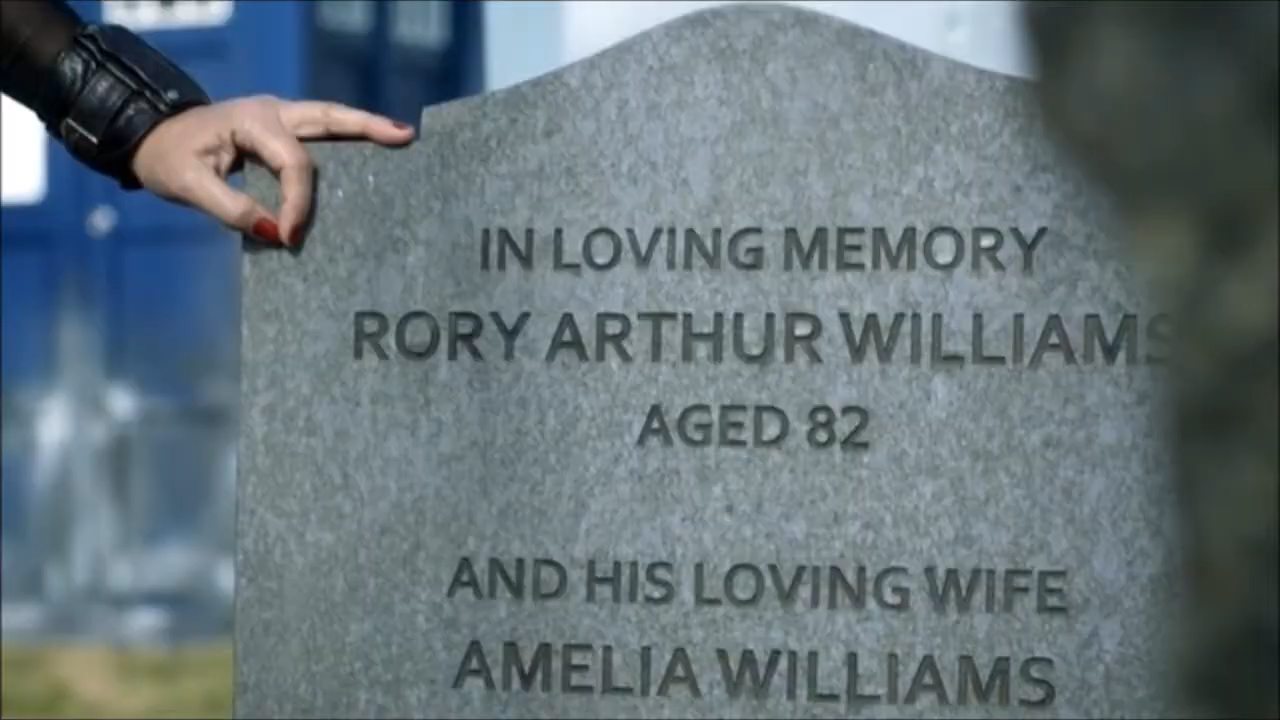 IN LOVING MEMORY
RORY ARTHUR WILLIAMS
AGED 82
AND HIS LOVING WIFE
AMELIA WILLIAMS